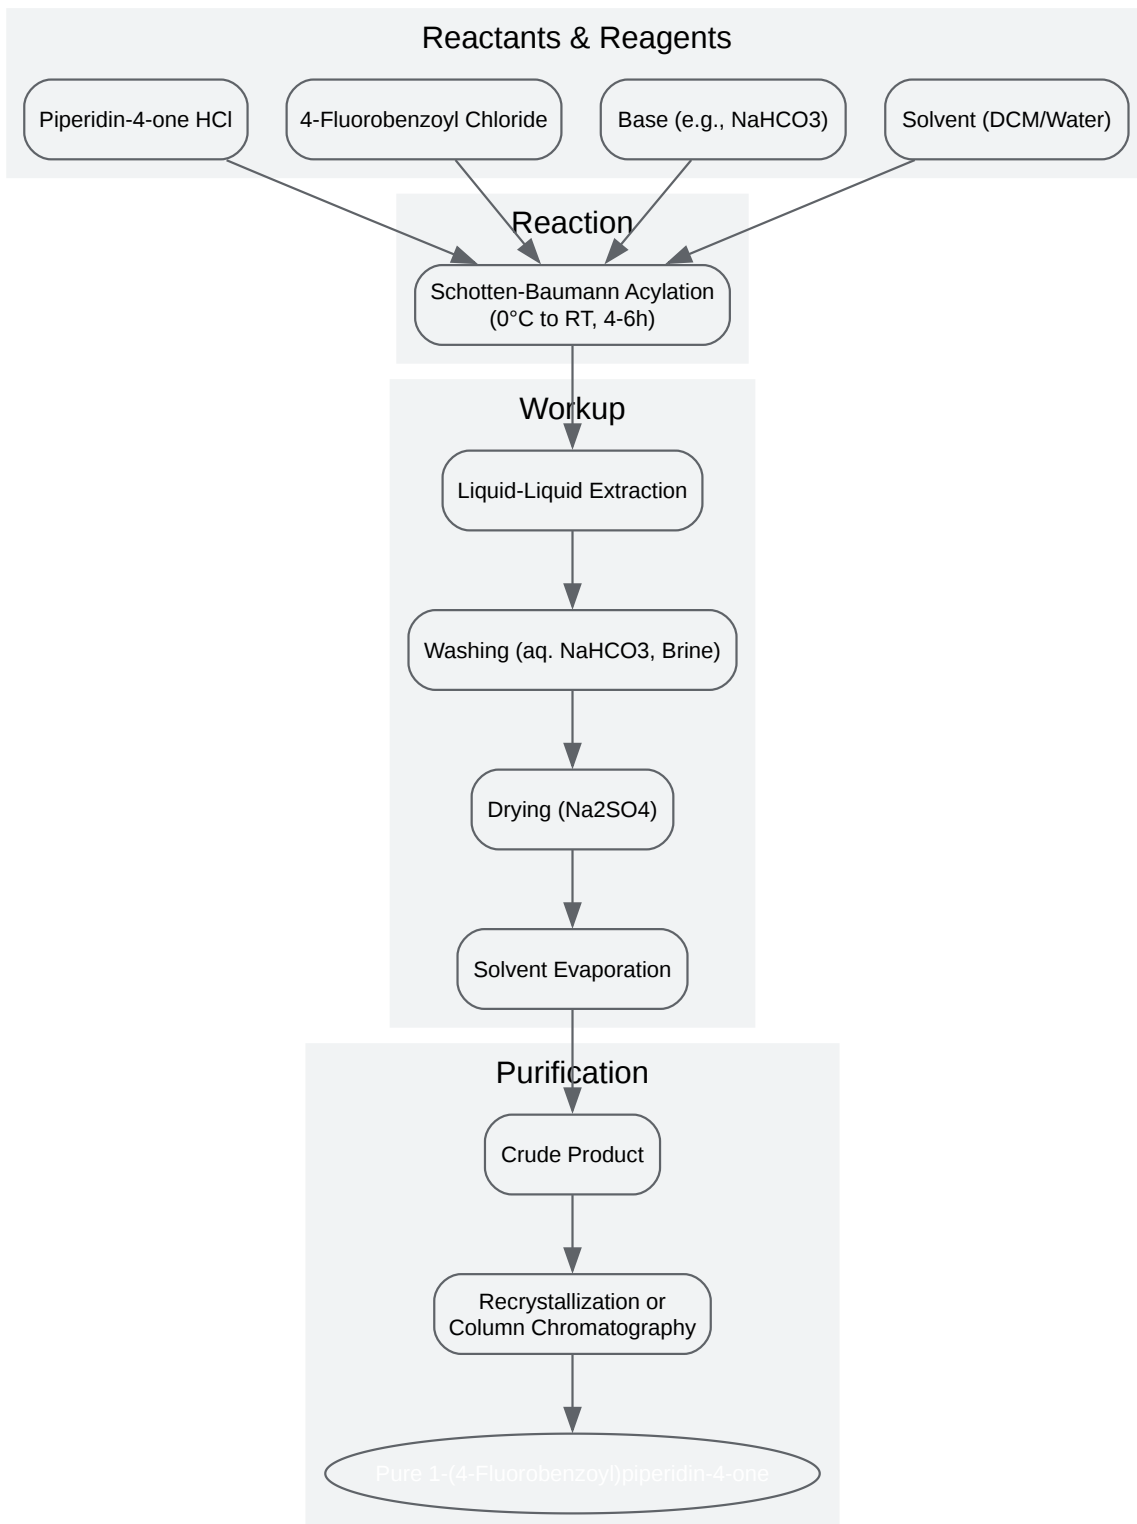 Reactants & Reagents
Piperidin-4-one HCl
4-Fluorobenzoyl Chloride
Base (e.g., NaHCO3)
Solvent (DCM/Water)
Reaction
Schotten-Baumann Acylation
(0°C to RT, 4-6h)
Workup
Liquid-Liquid Extraction
Washing (aq. NaHCO3, Brine)
Drying (Na2SO4)
Solvent Evaporation
Purification
Crude Product
Recrystallization or
Column Chromatography
Pure 1-(4-Fluorobenzoyl)piperidin-4-one